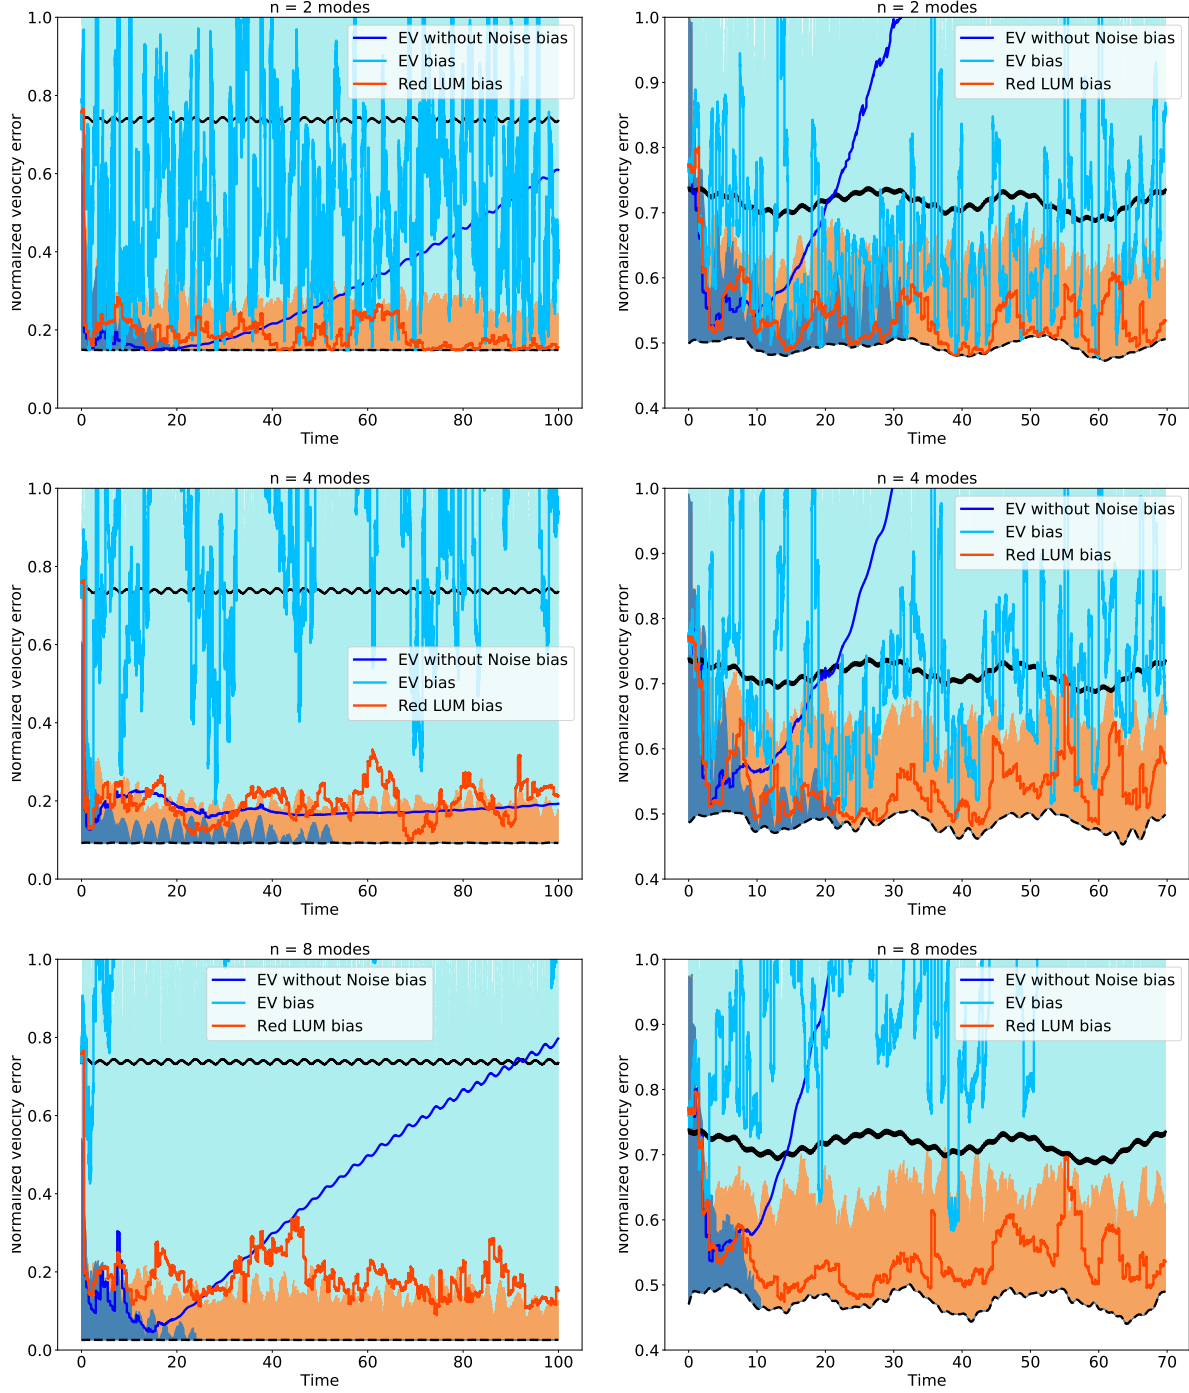 n = 2 modes
Normalized velocity error
1.0
0.8
0.6
0.4
0.2
0.0
EV without Noise bias
EV bias
Red LUM bias
0 20 40 60 80 100
Time
n = 2 modes
Normalized velocity error
1.0
0.9
0.8
0.7
0.6
0.5
0.4
EV without Noise bias
EV bias
Red LUM bias
0 10 20 30 40 50 60 70
Time
n = 4 modes
Normalized velocity error
1.0
0.8
0.6
0.4
0.2
0.0
EV without Noise bias
EV bias
Red LUM bias
0 20 40 60 80 100
Time
n = 4 modes
Normalized velocity error
1.0
0.9
0.8
0.7
0.6
0.5
0.4
EV without Noise bias
EV bias
Red LUM bias
0 10 20 30 40 50 60 70
Time
n = 8 modes
Normalized velocity error
1.0
0.8
0.6
0.4
0.2
0.0
EV without Noise bias
EV bias
Red LUM bias
0 20 40 60 80 100
Time
n = 8 modes
Normalized velocity error
1.0
0.9
0.8
0.7
0.6
0.5
0.4
EV without Noise bias
EV bias
Red LUM bias
0 10 20 30 40 50 60 70
Time